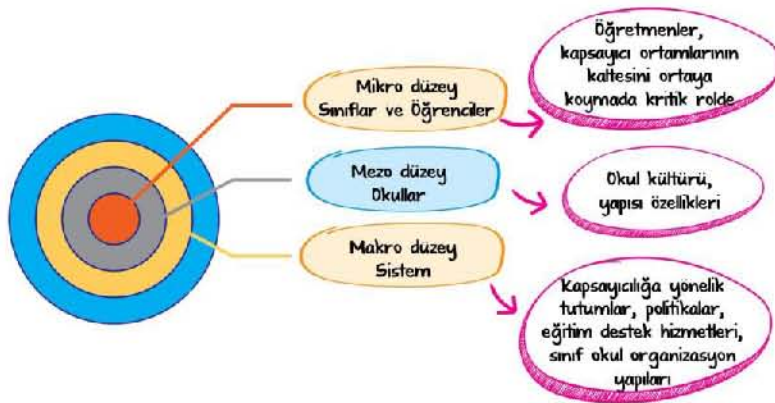 Mikro düzey
Sınıflar ve Öğrenciler
Öğretmenler,
kapsayıcı ortamlarının
kaltesini ortaya
koymada kritik rolde
Mezo düzey
Okullar
Okul kültürü,
yapısı özellikleri
Makro düzey
Sistem
Kapsayıcılığa yönelik
tutumlar, politikalar,
eğitim destek hizmetleri,
sınıf okul organizasyon
yapıları